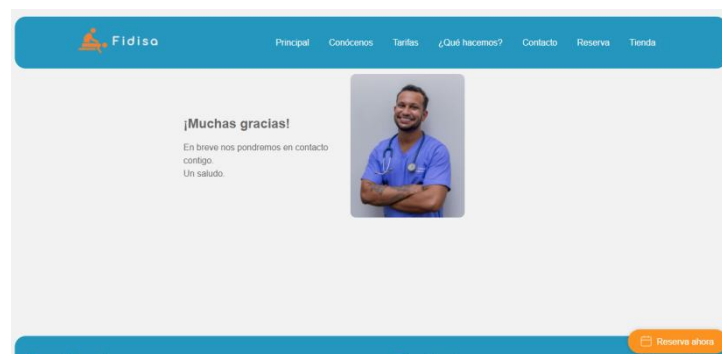 Fidisa
Principal Conócenos Tarifas ¿Qué hacemos? Contacto Reserva Tienda
¡Muchas gracias!
En breve nos pondremos en contacto
contigo.
Un saludo.
Reserva ahora